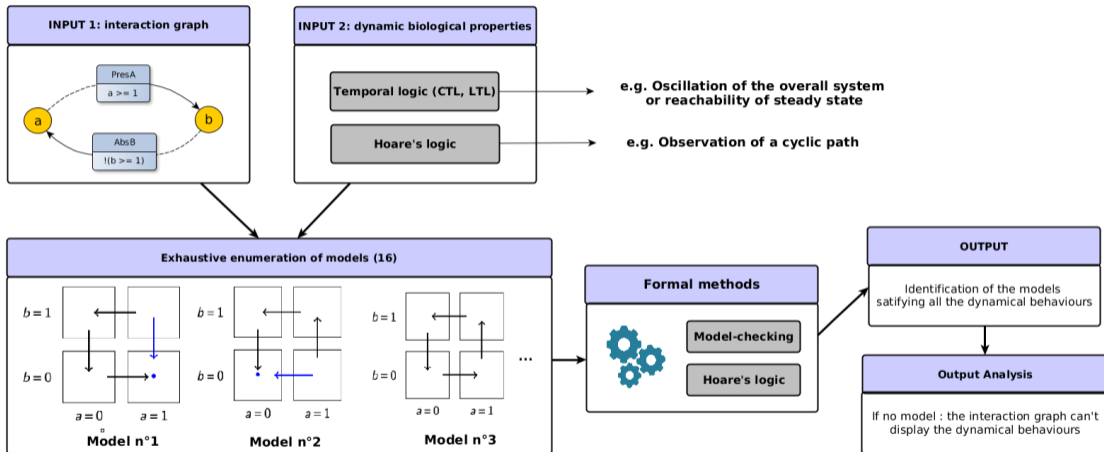 INPUT 1: interaction graph
PresA
a >= 1
a
b
AbsB
!(b >= 1)
INPUT 2: dynamic biological properties
Temporal logic (CTL, LTL)
Hoare's logic
e.g. Oscillation of the overall system
or reachability of steady state
e.g. Observation of a cyclic path
Exhaustive enumeration of models (16)
b = 1
b = 0
a = 0
a = 1
Model n°1
b = 1
b = 0
a = 0
a = 1
Model n°2
b = 1
b = 0
a = 0
a = 1
Model n°3
...
Formal methods
Model-checking
Hoare's logic
OUTPUT
Identification of the models
satifying all the dynamical behaviours
Output Analysis
If no model : the interaction graph can't
display the dynamical behaviours